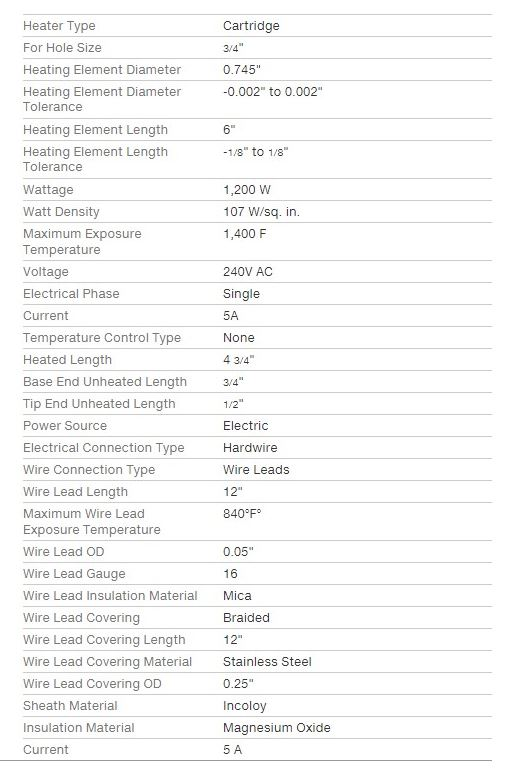 Heater Type Cartridge
For Hole Size 3/4"
Heating Element Diameter 0.745"
Heating Element Diameter -0.002" to 0.002"
Tolerance
Heating Element Length 6"
Heating Element Length -1/8" to 1/8"
Tolerance
Wattage 1,200 W
Watt Density 107 W/sq. in.
Maximum Exposure 1,400 F
Temperature
Voltage 240V AC
Electrical Phase Single
Current 5A
Temperature Control Type None
Heated Length 4 3/4"
Base End Unheated Length 3/4"
Tip End Unheated Length 1/2"
Power Source Electric
Electrical Connection Type Hardwire
Wire Connection Type Wire Leads
Wire Lead Length 12"
Maximum Wire Lead 840°F°
Exposure Temperature
Wire Lead OD 0.05"
Wire Lead Gauge 16
Wire Lead Insulation Material Mica
Wire Lead Covering Braided
Wire Lead Covering Length 12"
Wire Lead Covering Material Stainless Steel
Wire Lead Covering OD 0.25"
Sheath Material Incoloy
Insulation Material Magnesium Oxide
Current 5 A